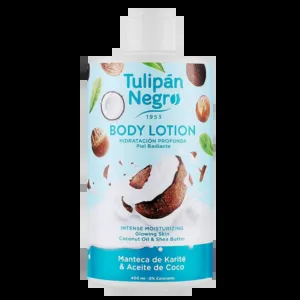 Tulipán
Negro
1953
BODY LOTION
HIDRATACIÓN PROFUNDA
Piel Radiante
INTENSE MOISTURIZING
Glowing Skin
Coconut Oil & Shea Butter
Manteca de Karité
& Aceite de Coco